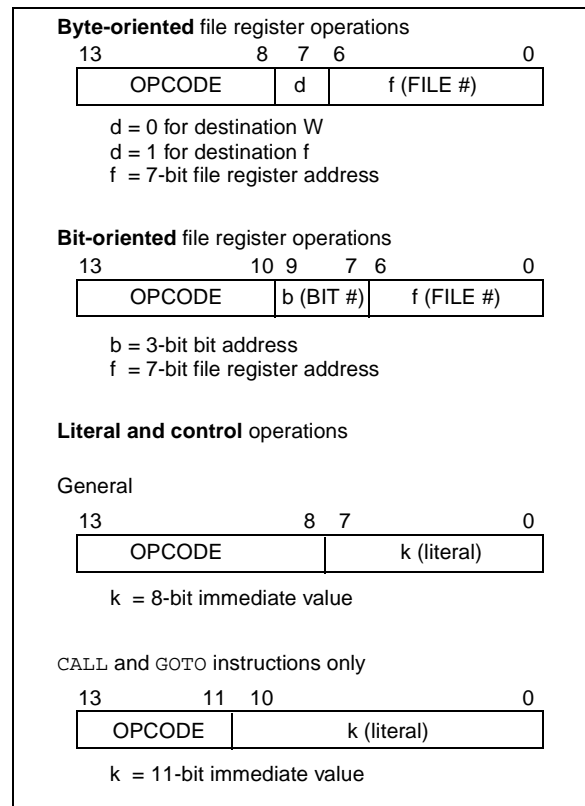 Byte-oriented file register operations
13 8 7 6 0
OPCODE d f (FILE #)
d = 0 for destination W
d = 1 for destination f
f = 7-bit file register address
Bit-oriented file register operations
13 10 9 7 6 0
OPCODE b (BIT #) f (FILE #)
b = 3-bit bit address
f = 7-bit file register address
Literal and control operations
General
13 8 7 0
OPCODE k (literal)
k = 8-bit immediate value
CALL and GOTO instructions only
13 11 10 0
OPCODE k (literal)
k = 11-bit immediate value